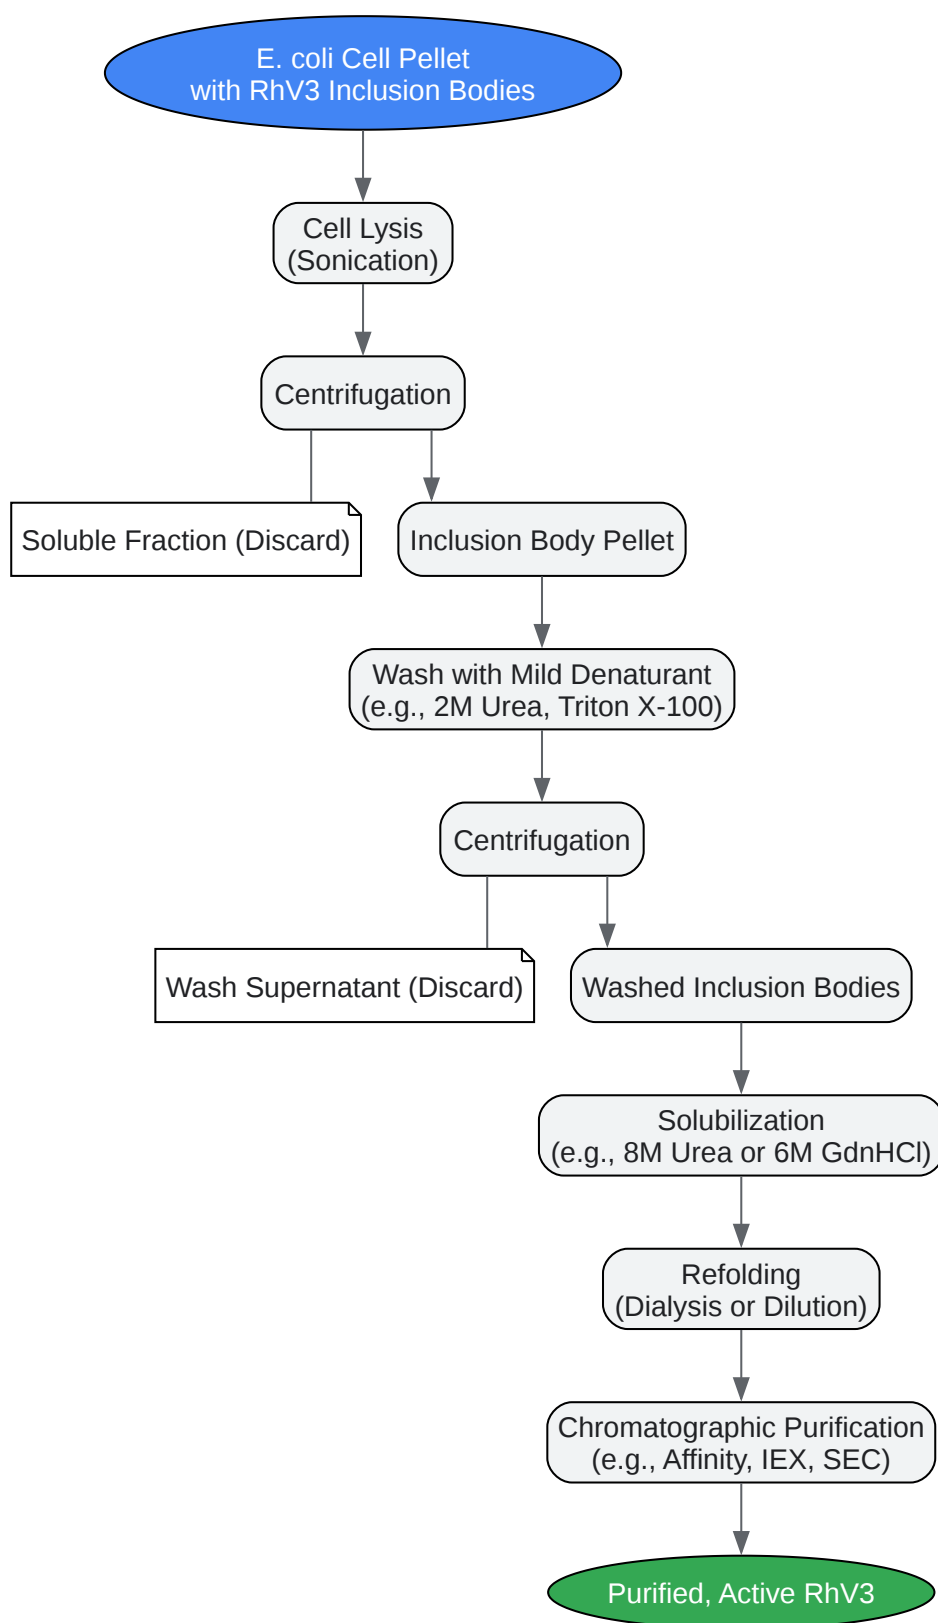 E. coli Cell Pellet
with RhV3 Inclusion Bodies
Cell Lysis
(Sonication)
Centrifugation
Soluble Fraction (Discard)
Inclusion Body Pellet
Wash with Mild Denaturant
(e.g., 2M Urea, Triton X-100)
Centrifugation
Wash Supernatant (Discard)
Washed Inclusion Bodies
Solubilization
(e.g., 8M Urea or 6M GdnHCl)
Refolding
(Dialysis or Dilution)
Chromatographic Purification
(e.g., Affinity, IEX, SEC)
Purified, Active RhV3